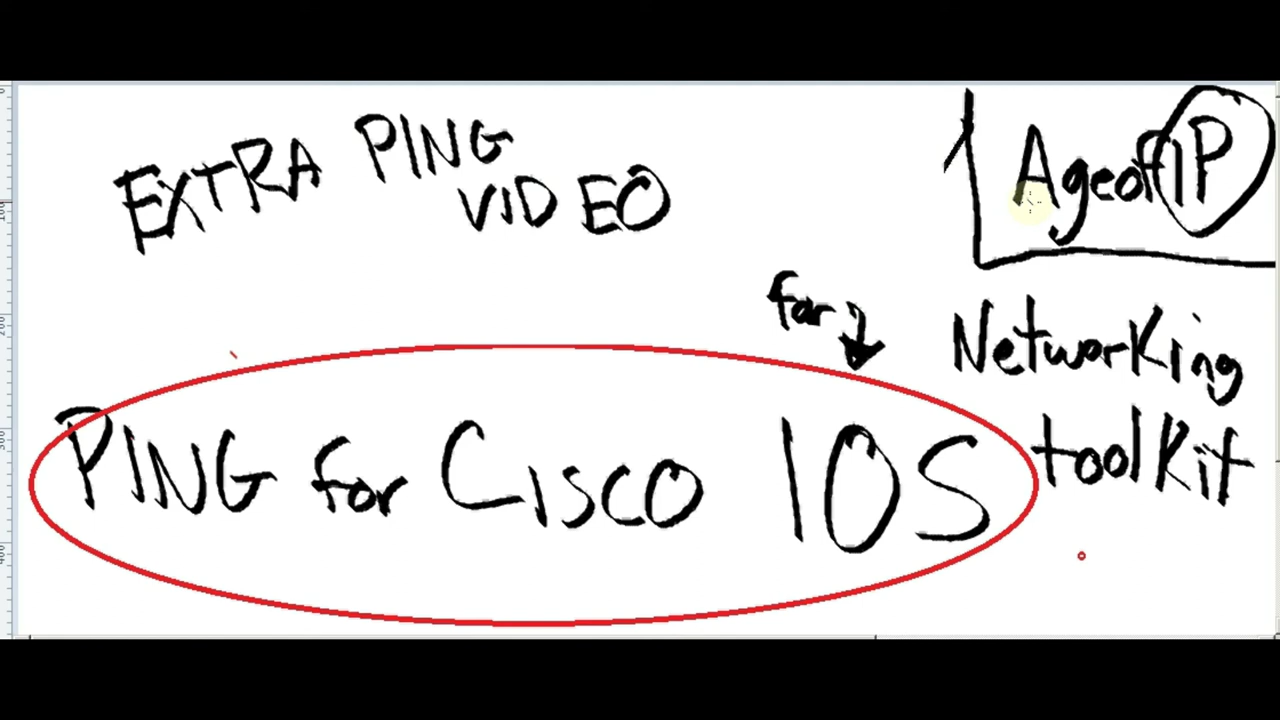 EXTRA PING
VIDEO
AgeofIP
for
Networking
toolkit
PING for Cisco IOS